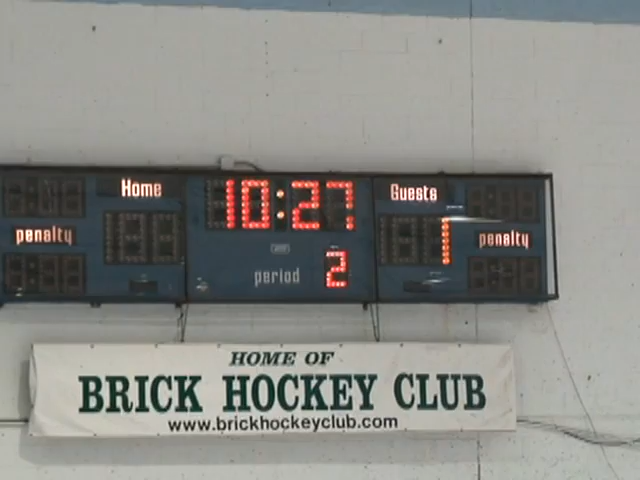 Home 10:27 Guests
penalty 1 penalty
period 2
HOME OF
BRICK HOCKEY CLUB
www.brickhockeyclub.com